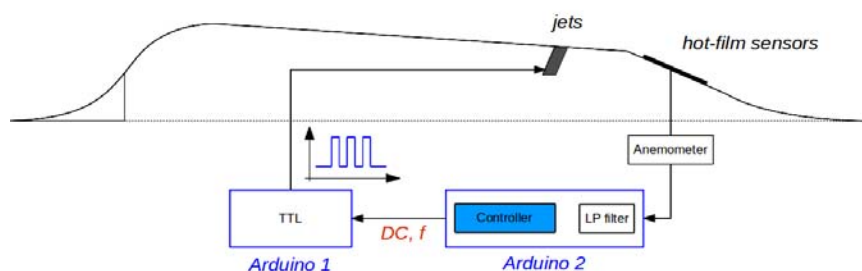 jets
hot-film sensors
Anemometer
TTL
DC, f
Controller
LP filter
Arduino 1
Arduino 2